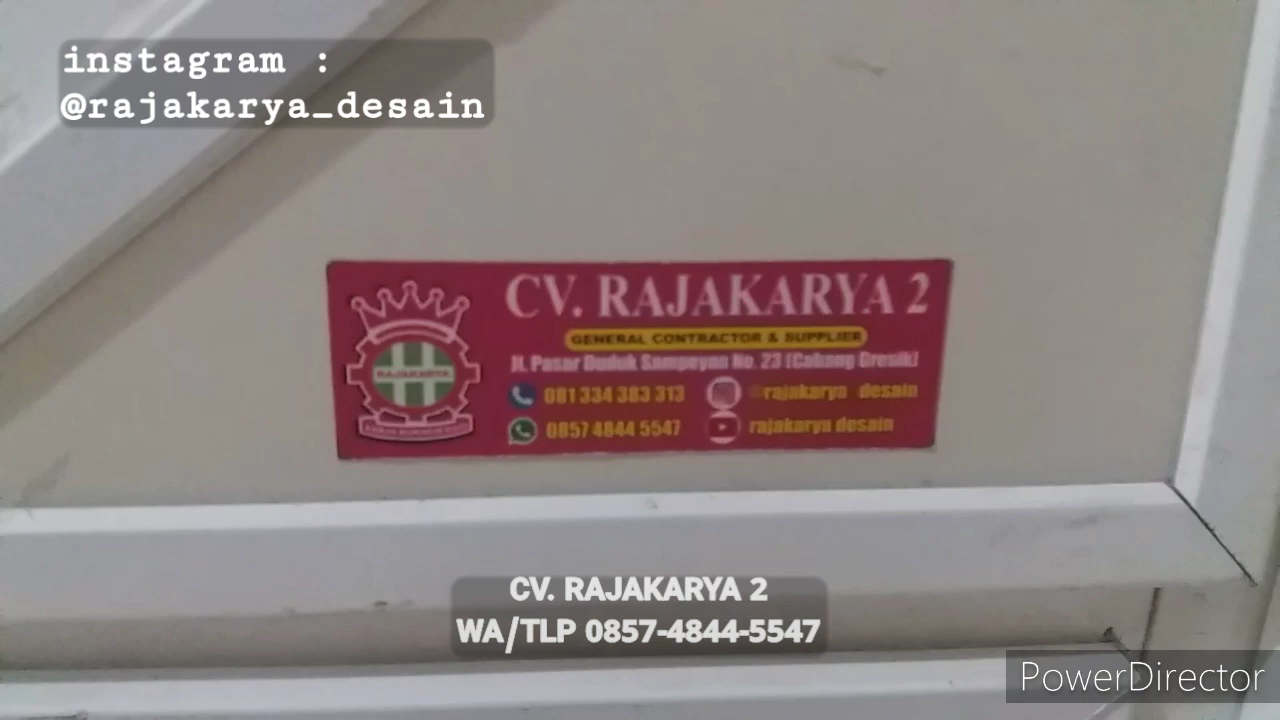 instagram :
@rajakarya_desain
CV. RAJAKARYA 2
GENERAL CONTRACTOR & SUPPLIER
Jl. Pasar Duduk Sampeyan No. 23 (Cabang Gresik)
081 334 383 313
@rajakarya_desain
0857 4844 5547
rajakarya desain
RAJAKARYA
CV. RAJAKARYA 2
WA/TLP 0857-4844-5547
PowerDirector